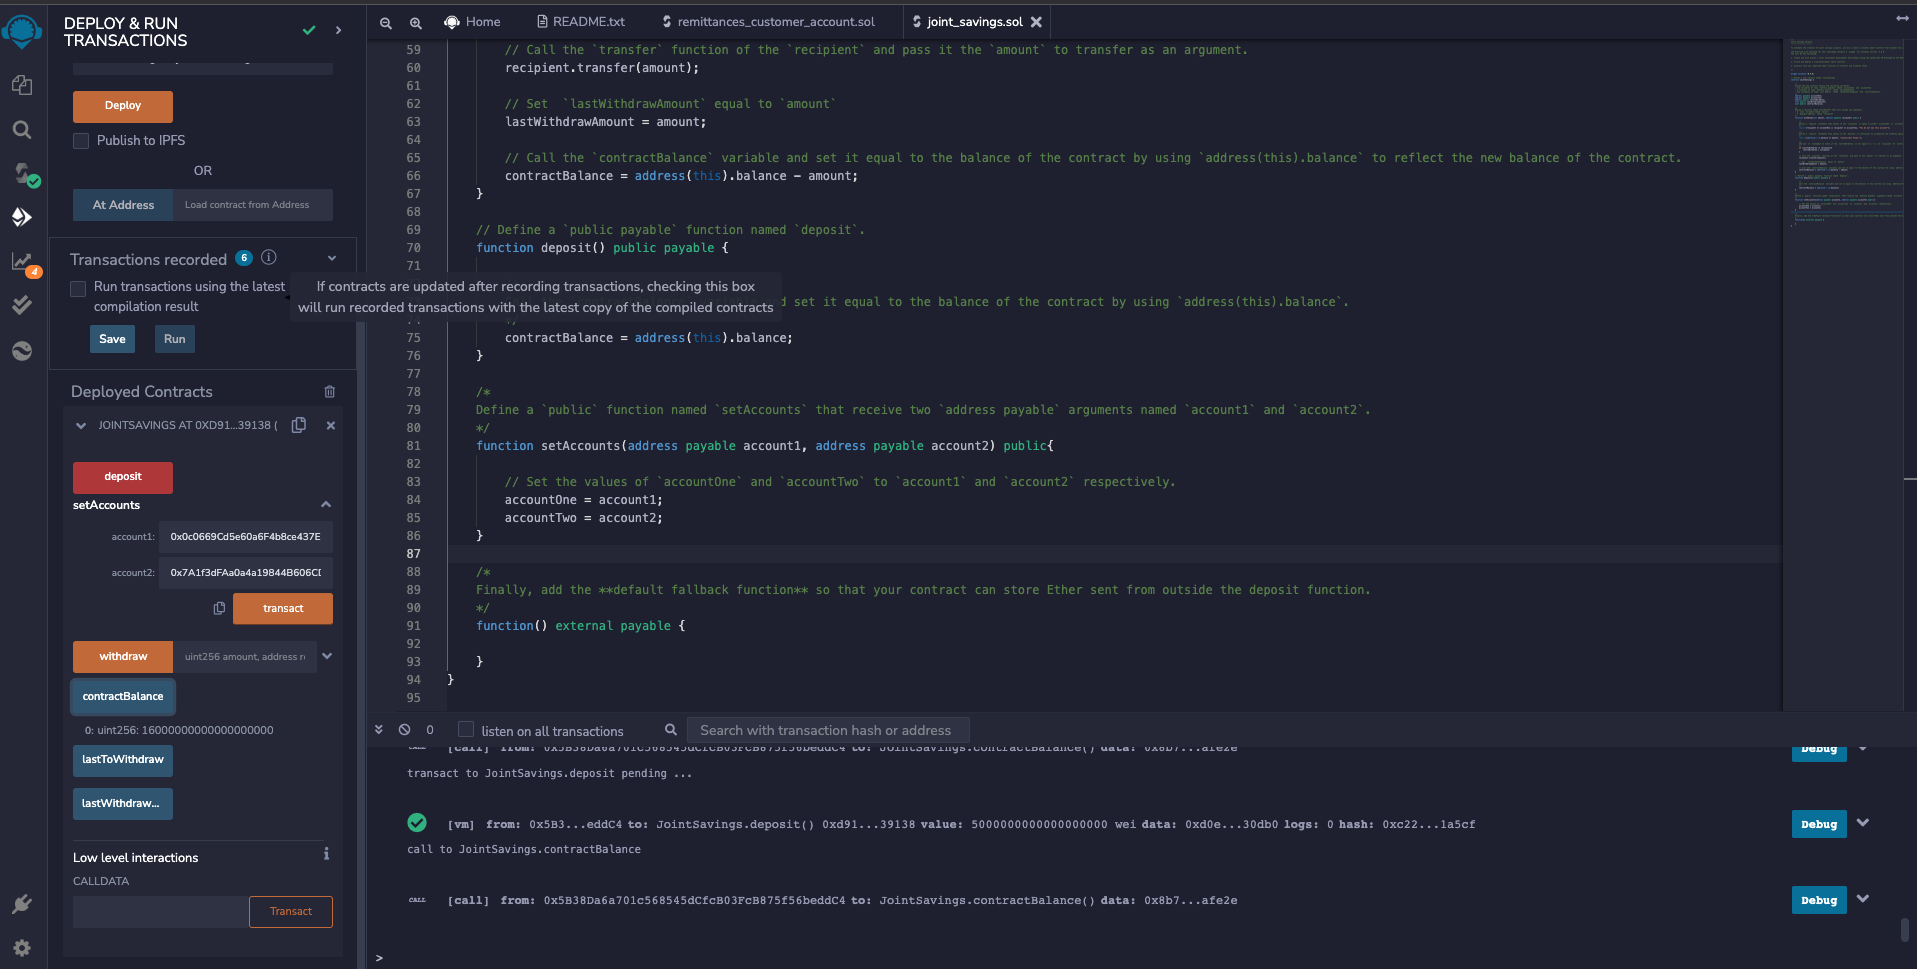 DEPLOY & RUN
TRANSACTIONS
Deploy
Publish to IPFS
OR
At Address
Load contract from Address
Transactions recorded 6
Run transactions using the latest
compilation result
Save
Run
If contracts are updated after recording transactions, checking this box
will run recorded transactions with the latest copy of the compiled contracts
Deployed Contracts
JOINTSAVINGS AT 0XD91...39138 (
deposit
setAccounts
account1: 0x0c0669Cd5e60a6F4b8ce437E
account2: 0x7A1f3dFAa0a4a19844B606CD
transact
withdraw
uint256 amount, address r
contractBalance
0: uint256: 16000000000000000000
lastToWithdraw
lastWithdraw...
Low level interactions
CALLDATA
Transact
4
Home
README.txt
remittances_customer_account.sol
joint_savings.sol
59 // Call the `transfer` function of the `recipient` and pass it the `amount` to transfer as an argument.
60 recipient.transfer(amount);
61
62 // Set  `lastWithdrawAmount` equal to `amount`
63 lastWithdrawAmount = amount;
64
65 // Call the `contractBalance` variable and set it equal to the balance of the contract by using `address(this).balance` to reflect the new balance of the contract.
66 contractBalance = address(this).balance - amount;
67 }
68
69 // Define a `public payable` function named `deposit`.
70 function deposit() public payable {
71
set it equal to the balance of the contract by using `address(this).balance`.
75 contractBalance = address(this).balance;
76 }
77
78 /*
79 Define a `public` function named `setAccounts` that receive two `address payable` arguments named `account1` and `account2`.
80 */
81 function setAccounts(address payable account1, address payable account2) public{
82
83 // Set the values of `accountOne` and `accountTwo` to `account1` and `account2` respectively.
84 accountOne = account1;
85 accountTwo = account2;
86 }
87
88 /*
89 Finally, add the **default fallback function** so that your contract can store Ether sent from outside the deposit function.
90 */
91 function() external payable {
92
93 }
94 }
95
0
listen on all transactions
Search with transaction hash or address
CALL [call] from: 0x5B38Da6a701c568545dCfcB03FcB875f56beddC4 to: JointSavings.contractBalance() data: 0x8b7...afe2e
Debug
transact to JointSavings.deposit pending ...
[vm] from: 0x5B3...eddC4 to: JointSavings.deposit() 0xd91...39138 value: 5000000000000000000 wei data: 0xd0e...30db0 logs: 0 hash: 0xc22...1a5cf
Debug
call to JointSavings.contractBalance
CALL [call] from: 0x5B38Da6a701c568545dCfcB03FcB875f56beddC4 to: JointSavings.contractBalance() data: 0x8b7...afe2e
Debug
>